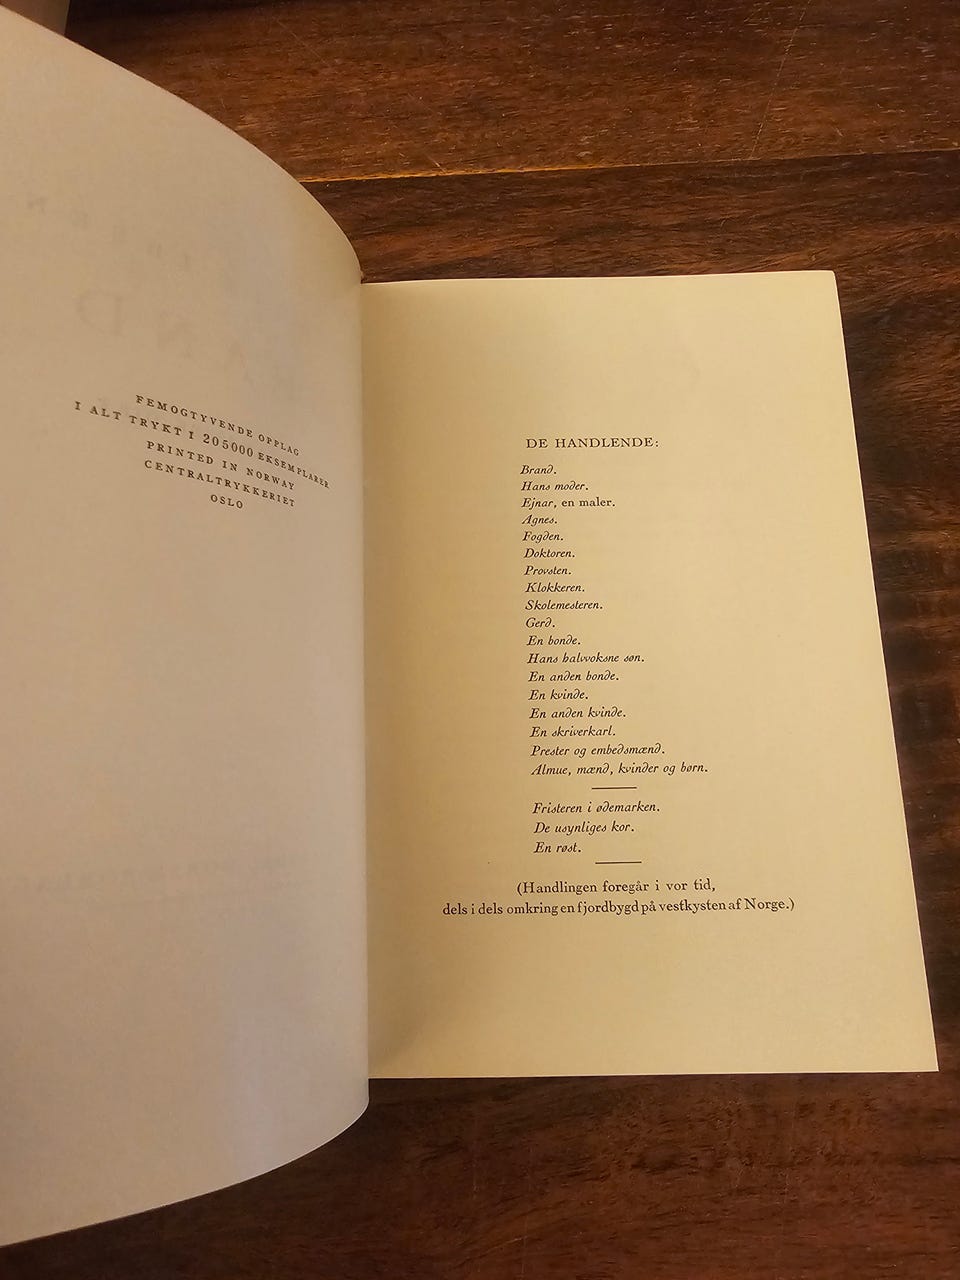 FEMOGTYVENDE OPPLAG
I ALT TRYKT I 205000 EKSEMPLARER
PRINTED IN NORWAY
CENTRALTRYKKERIET
OSLO
DE HANDLENDE:
Brand.
Hans moder.
Ejnar, en maler.
Agnes.
Fogden.
Doktoren.
Provsten.
Klokkeren.
Skolemesteren.
Gerd.
En bonde.
Hans halvvoksne søn.
En anden bonde.
En kvinde.
En anden kvinde.
En skriverkarl.
Prester og embedsmænd.
Almue, mænd, kvinder og børn.
Fristeren i ødemarken.
De usynliges kor.
En røst.
(Handlingen foregår i vor tid,
dels i dels omkring en fjordbygd på vestkysten af Norge.)